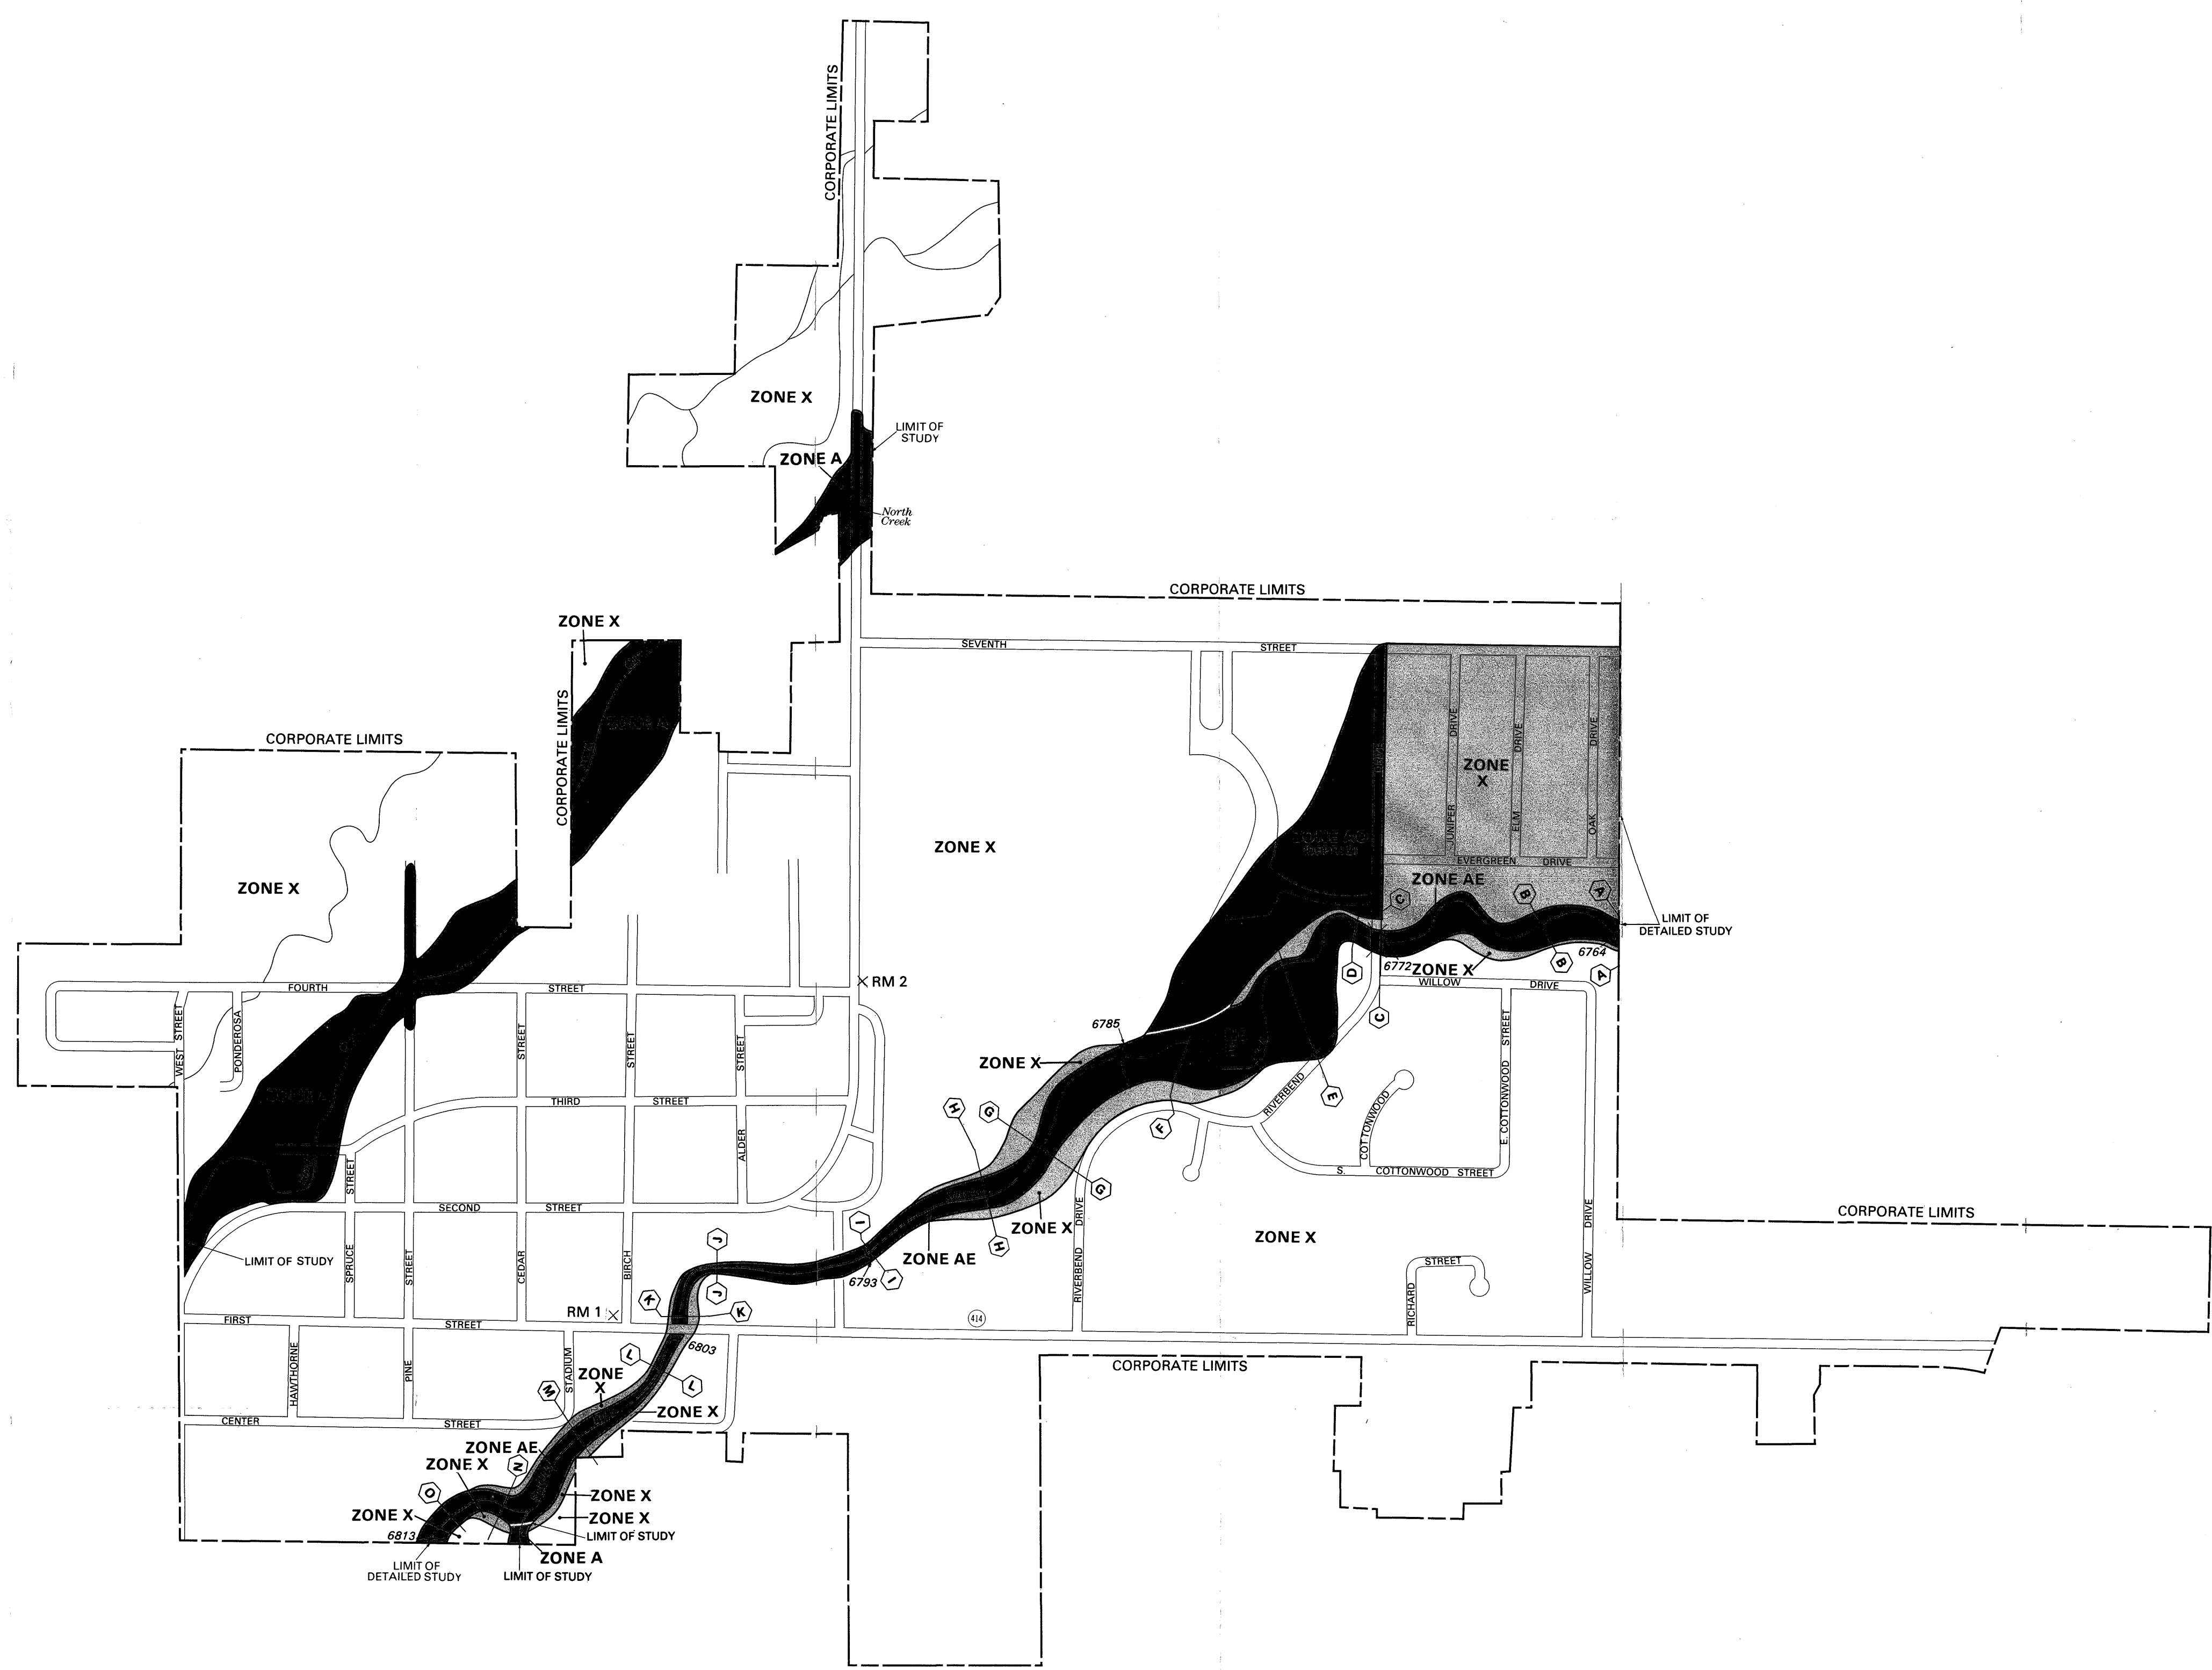 CORPORATE LIMITS
ZONE X
LIMIT OF
STUDY
ZONE A
North
Creek
CORPORATE LIMITS
ZONE X
SEVENTH STREET
CORPORATE LIMITS
CORPORATE LIMITS
DRIVE
JUNIPER DRIVE
ELM DRIVE
OAK DRIVE
ZONE
X
ZONE X
ZONE X
EVERGREEN DRIVE
ZONE AE
C
B
A
LIMIT OF
DETAILED STUDY
6764
6772
ZONE X
D
B
A
C
WILLOW DRIVE
FOURTH STREET
RM 2
WEST STREET
PONDEROSA
STREET
STREET
STREET
6785
ZONE X
E
F
G
H
RIVERBEND
COTTONWOOD
E. COTTONWOOD STREET
S. COTTONWOOD STREET
THIRD STREET
ALDER
STREET
G
H
ZONE X
SECOND STREET
I
I
6793
ZONE AE
RIVERBEND DRIVE
ZONE X
WILLOW DRIVE
CORPORATE LIMITS
LIMIT OF STUDY
SPRUCE
STREET
CEDAR
BIRCH
J
J
K
K
RM 1
STREET
RICHARD
414
FIRST STREET
6803
CORPORATE LIMITS
HAWTHORNE
PINE
STADIUM
L
L
ZONE
X
M
ZONE X
CENTER STREET
ZONE AE
ZONE X
N
O
ZONE X
ZONE X
ZONE X
6813
LIMIT OF STUDY
ZONE A
LIMIT OF
DETAILED STUDY
LIMIT OF STUDY